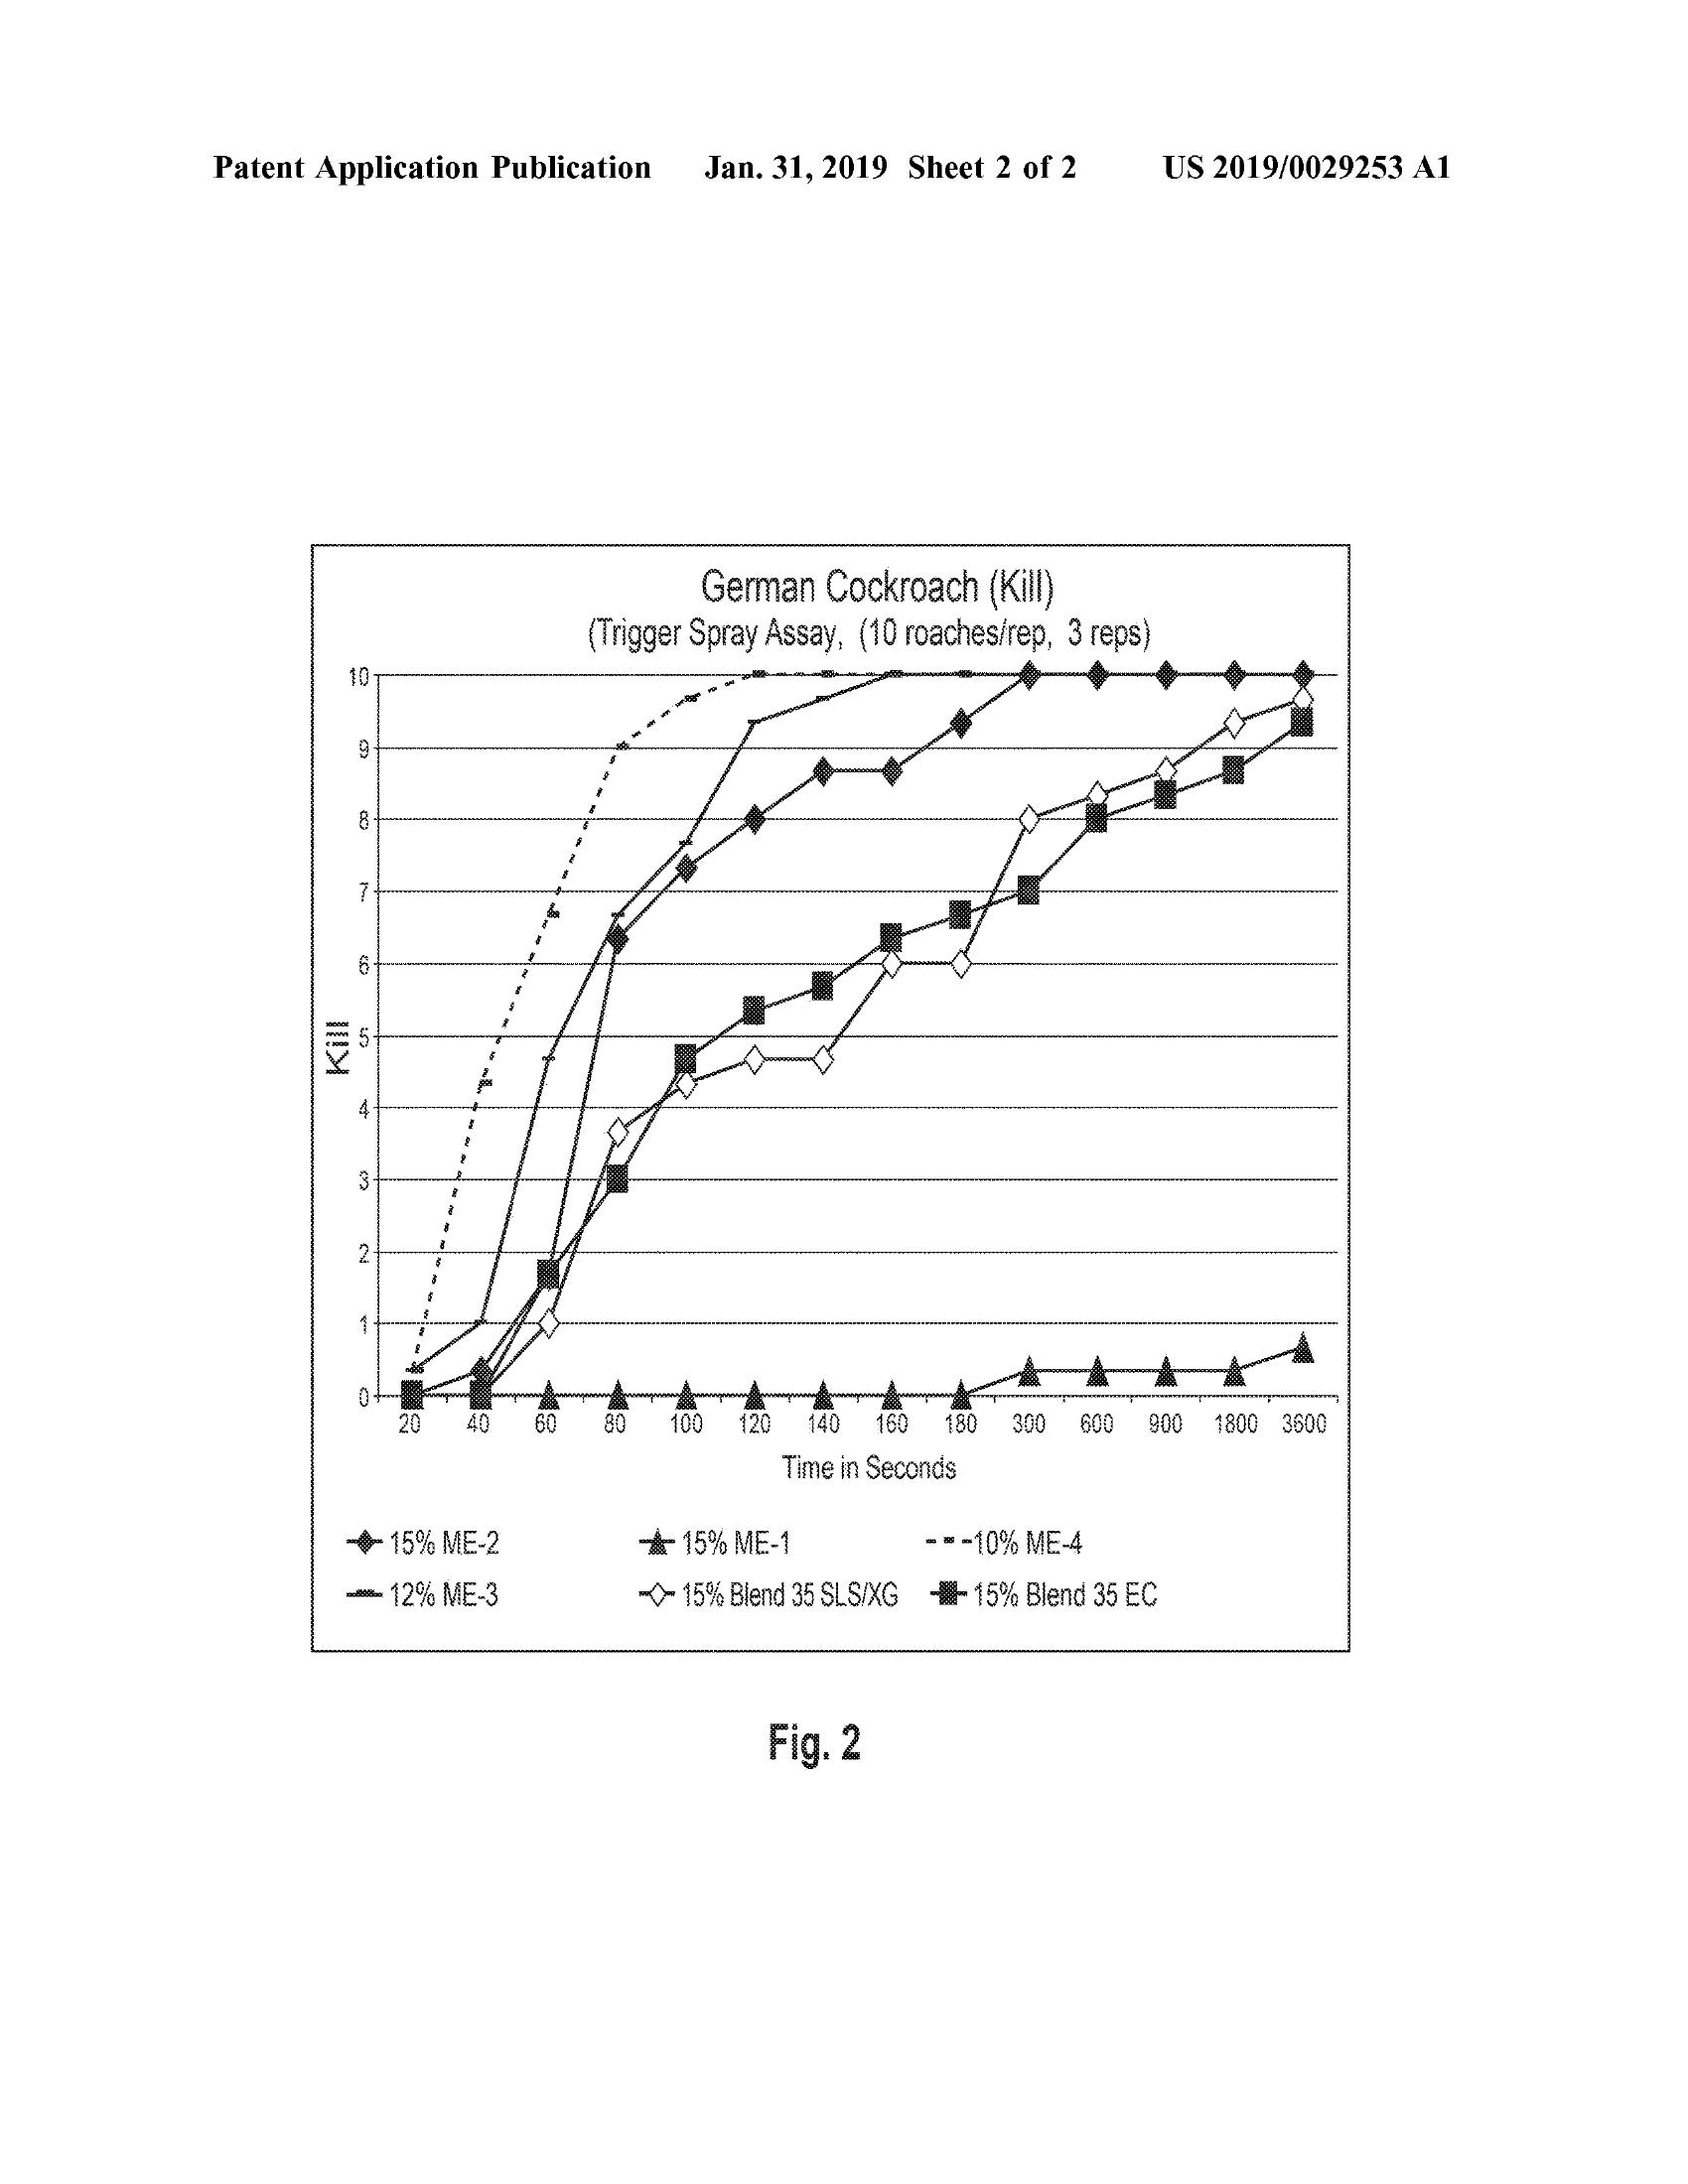 Patent Application Publication Jan. 31, 2019 Sheet 2 of 2 US 2019/0029253 A1
German Cockroach (Kill)
(Trigger Spray Assay, (10 roaches/rep, 3 reps)
10
9
8
7
6
5
4
3
2
1
0
Kill
20 40 60 80 100 120 140 160 180 300 600 900 1800 3600
Time in Seconds
15% ME-2 15% ME-1 10% ME-4
12% ME-3 15% Blend 35 SLS/XG 15% Blend 35 EC
Fig. 2